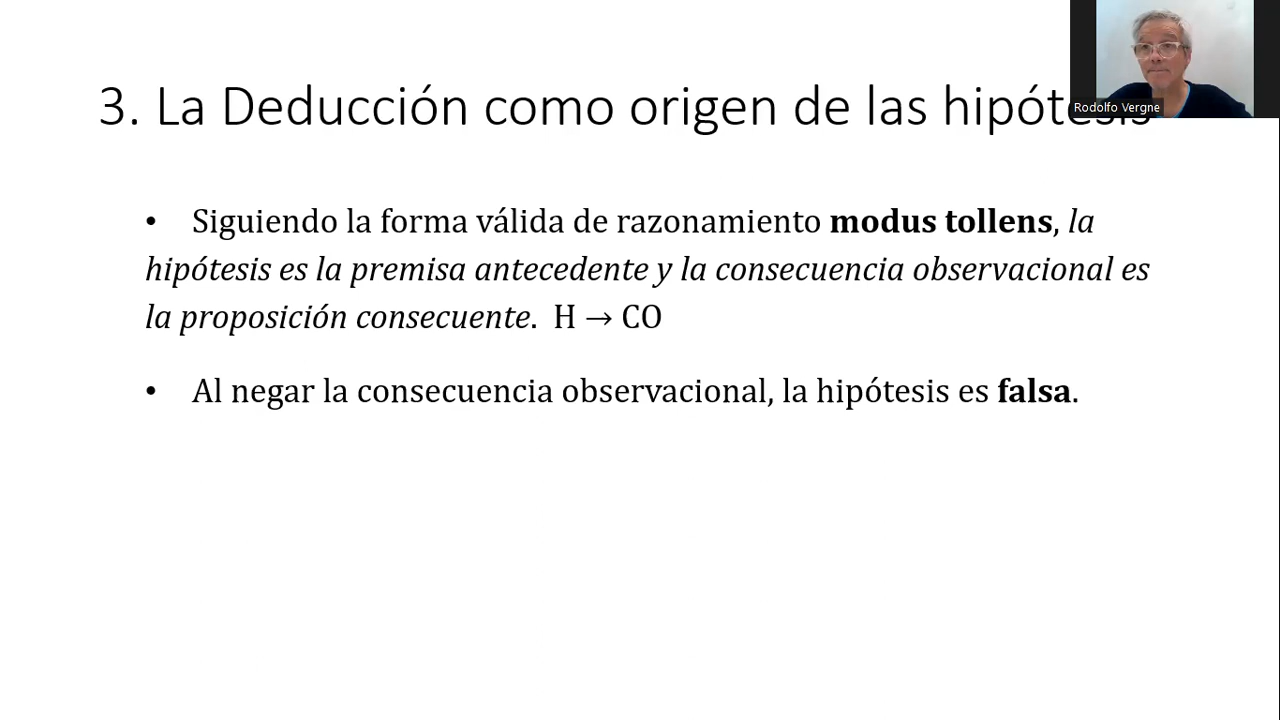 3. La Deducción como origen de las hipótesis
Rodolfo Vergne
• Siguiendo la forma válida de razonamiento modus tollens, la
hipótesis es la premisa antecedente y la consecuencia observacional es
la proposición consecuente. H → CO
• Al negar la consecuencia observacional, la hipótesis es falsa.